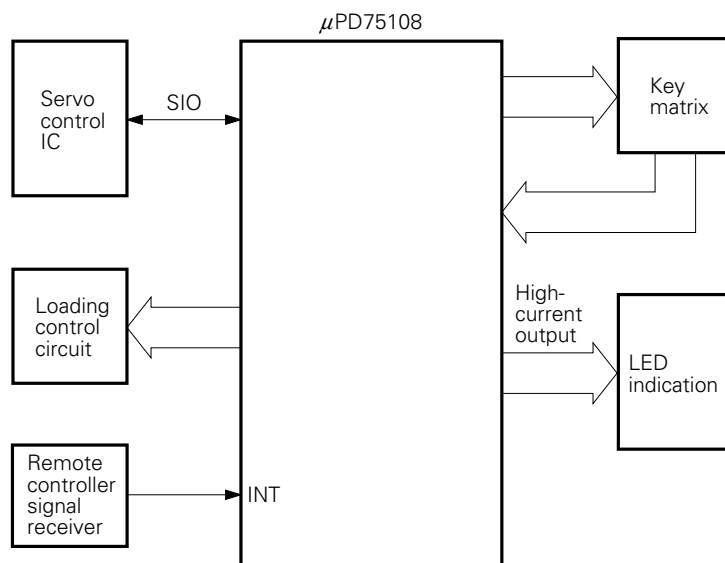 μPD75108
Servo
control
IC
SIO
Key
matrix
Loading
control
circuit
High-
current
output
LED
indication
Remote
controller
signal
receiver
INT